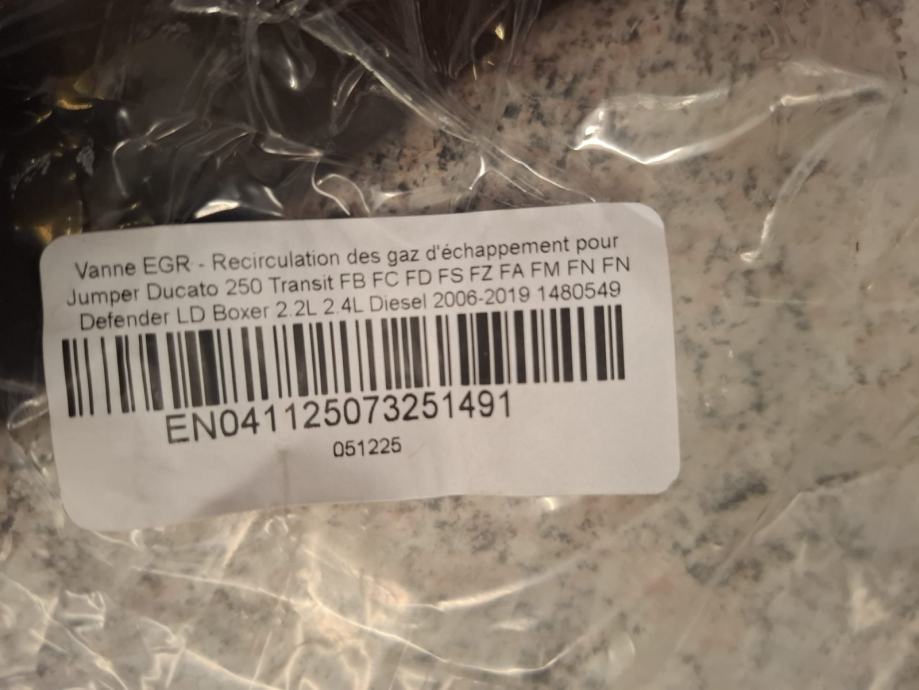 Vanne EGR - Recirculation des gaz d'échappement pour
Jumper Ducato 250 Transit FB FC FD FS FZ FA FM FN FN
Defender LD Boxer 2.2L 2.4L Diesel 2006-2019 1480549
EN041125073251491
051225